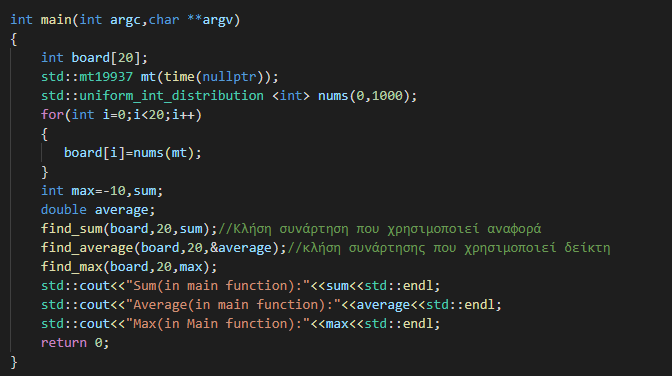 int main(int argc,char **argv)
{
int board[20];
std::mt19937 mt(time(nullptr));
std::uniform_int_distribution <int> nums(0,1000);
for(int i=0;i<20;i++)
{
board[i]=nums(mt);
}
int max=-10,sum;
double average;
find_sum(board,20,sum);//Κλήση συνάρτηση που χρησιμοποιεί αναφορά
find_average(board,20,&average);//κλήση συνάρτησης που χρησιμοποιεί δείκτη
find_max(board,20,max);
std::cout<<"Sum(in main function):"<<sum<<std::endl;
std::cout<<"Average(in main function):"<<average<<std::endl;
std::cout<<"Max(in Main function):"<<max<<std::endl;
return 0;
}